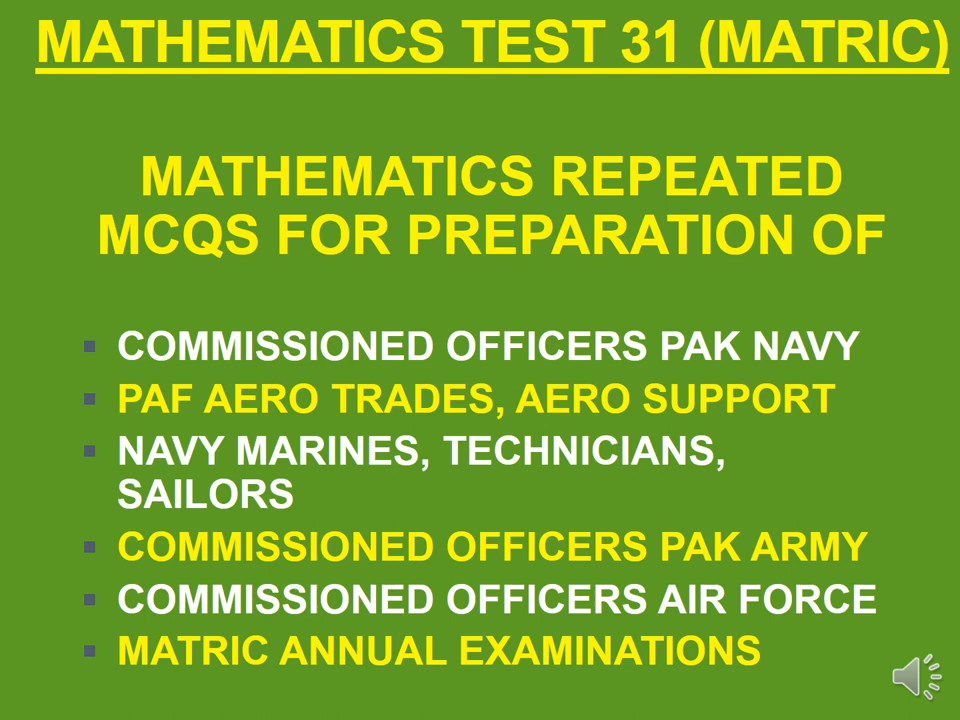 MATHEMATICS TEST 31 (MATRIC)
MATHEMATICS REPEATED
MCQS FOR PREPARATION OF
COMMISSIONED OFFICERS PAK NAVY
PAF AERO TRADES, AERO SUPPORT
NAVY MARINES, TECHNICIANS,
SAILORS
COMMISSIONED OFFICERS PAK ARMY
COMMISSIONED OFFICERS AIR FORCE
MATRIC ANNUAL EXAMINATIONS